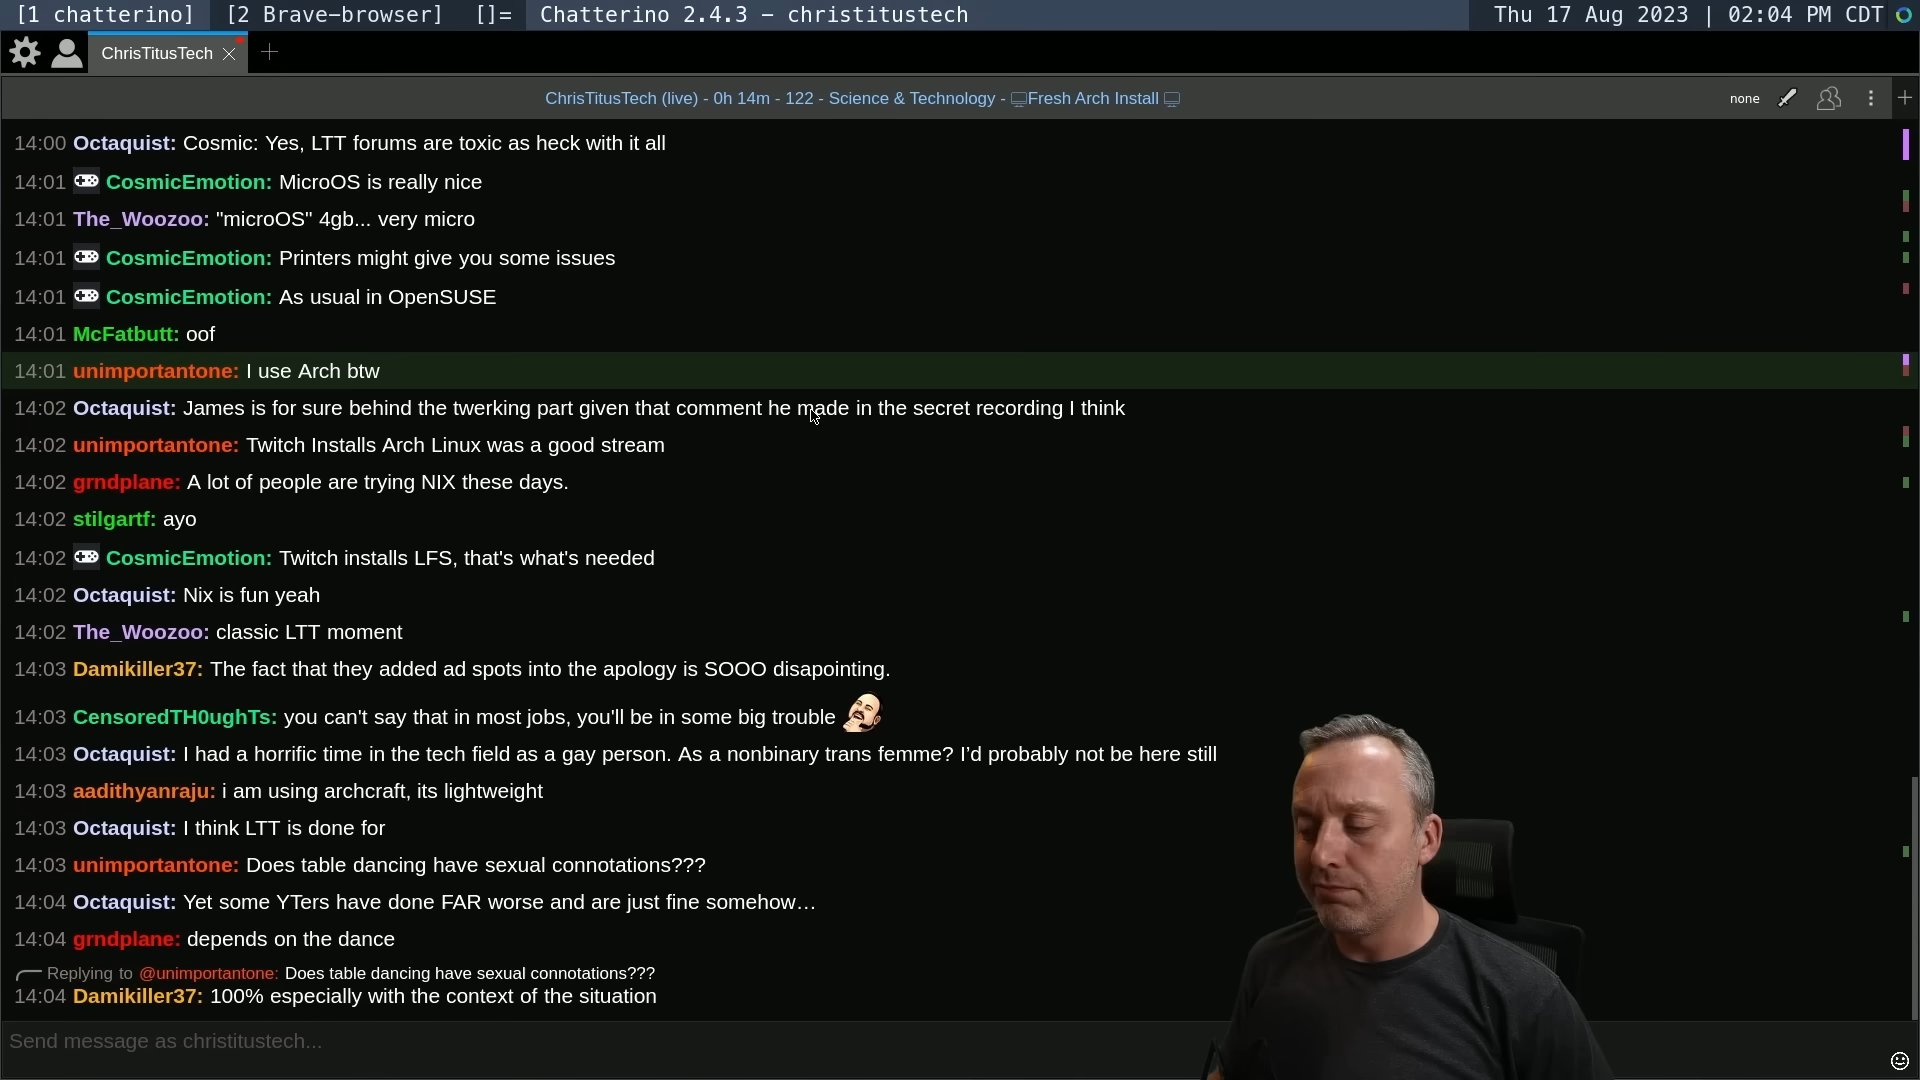 [1 chatterino] [2 Brave-browser] []= Chatterino 2.4.3 - christitustech Thu 17 Aug 2023 | 02:04 PM CDT
ChrisTitusTech
ChrisTitusTech (live) - 0h 14m - 122 - Science & Technology - 🖥Fresh Arch Install 🖥 none
14:00 Octaquist: Cosmic: Yes, LTT forums are toxic as heck with it all
14:01 CosmicEmotion: MicroOS is really nice
14:01 The_Woozoo: "microOS" 4gb... very micro
14:01 CosmicEmotion: Printers might give you some issues
14:01 CosmicEmotion: As usual in OpenSUSE
14:01 McFatbutt: oof
14:01 unimportantone: I use Arch btw
14:02 Octaquist: James is for sure behind the twerking part given that comment he made in the secret recording I think
14:02 unimportantone: Twitch Installs Arch Linux was a good stream
14:02 grndplane: A lot of people are trying NIX these days.
14:02 stilgartf: ayo
14:02 CosmicEmotion: Twitch installs LFS, that's what's needed
14:02 Octaquist: Nix is fun yeah
14:02 The_Woozoo: classic LTT moment
14:03 Damikiller37: The fact that they added ad spots into the apology is SOOO disapointing.
14:03 CensoredTH0ughTs: you can't say that in most jobs, you'll be in some big trouble
14:03 Octaquist: I had a horrific time in the tech field as a gay person. As a nonbinary trans femme? I’d probably not be here still
14:03 aadithyanraju: i am using archcraft, its lightweight
14:03 Octaquist: I think LTT is done for
14:03 unimportantone: Does table dancing have sexual connotations???
14:04 Octaquist: Yet some YTers have done FAR worse and are just fine somehow…
14:04 grndplane: depends on the dance
Replying to @unimportantone: Does table dancing have sexual connotations???
14:04 Damikiller37: 100% especially with the context of the situation
Send message as christitustech...